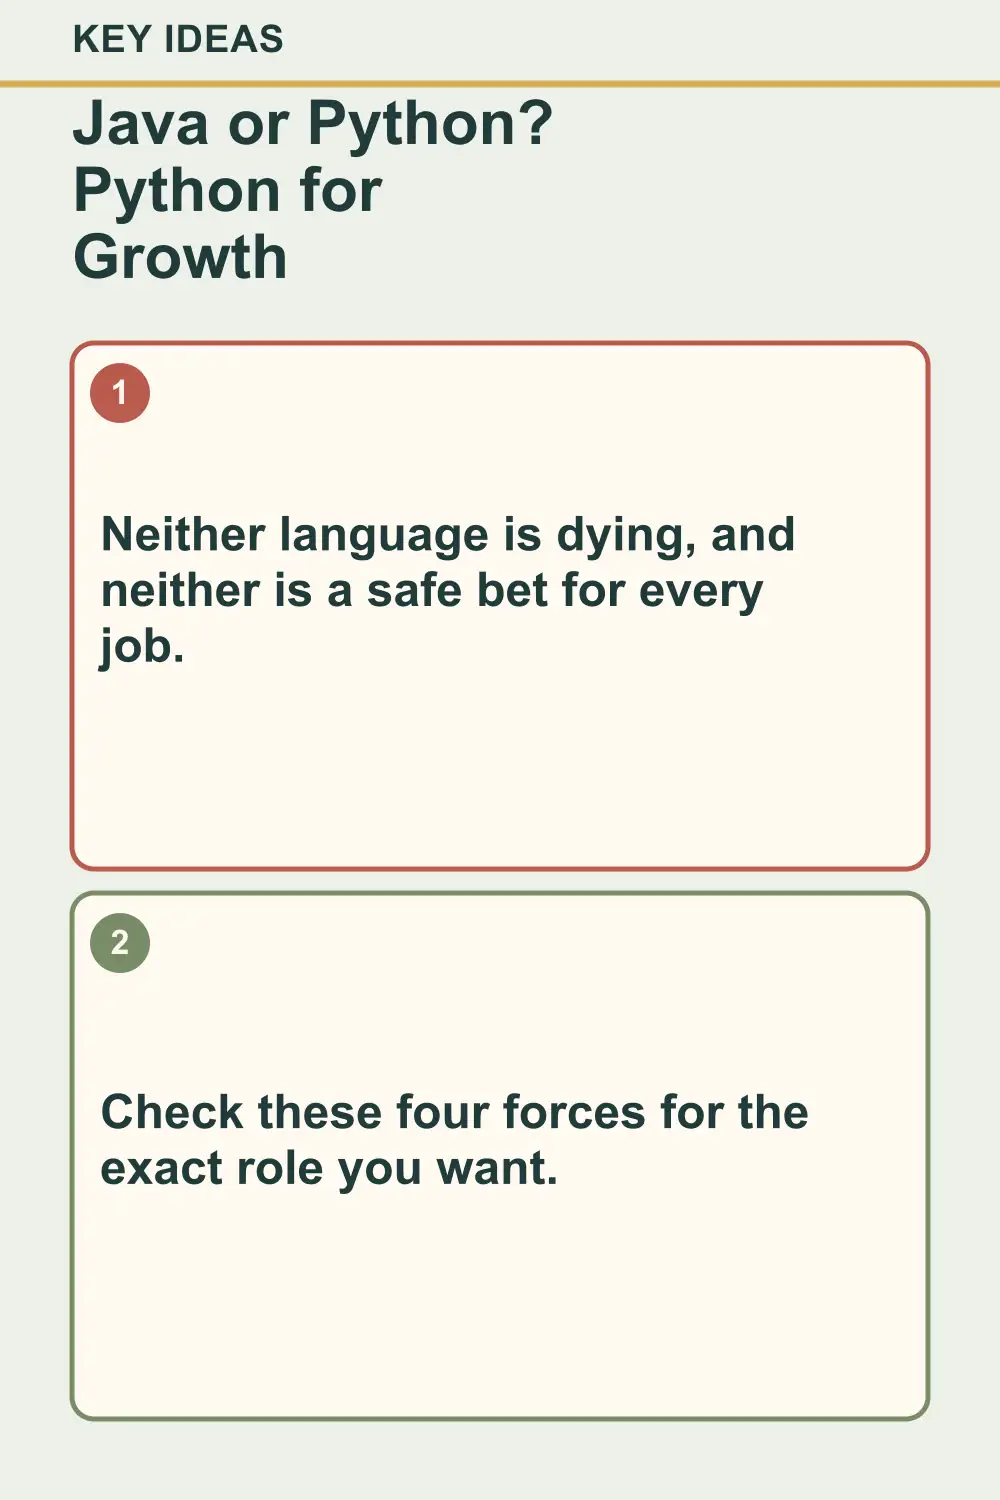 KEY IDEAS
Java or Python?
Python for
Growth
1
Neither language is dying, and
neither is a safe bet for every
job.
2
Check these four forces for the
exact role you want.